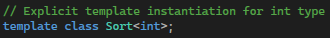 // Explicit template instantiation for int type
template class Sort<int>;